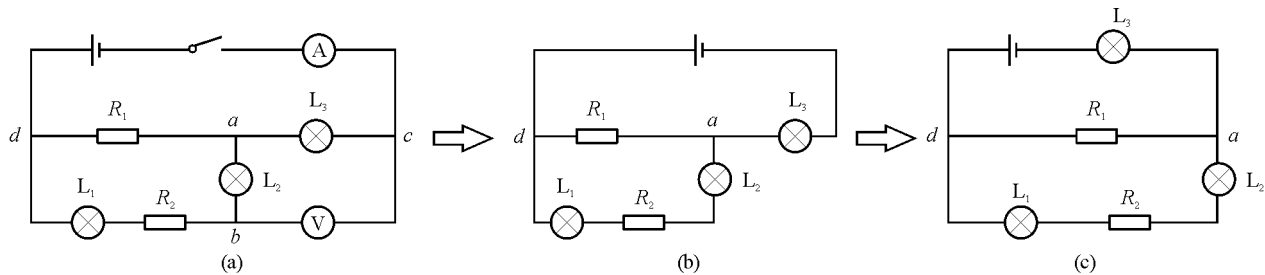 A
R₁ a L₃
d c
L₂
L₁ R₂
V
b
(a)
R₁ a L₃
d
L₂
L₁ R₂
(b)
L₃
R₁
d a
L₂
L₁ R₂
(c)